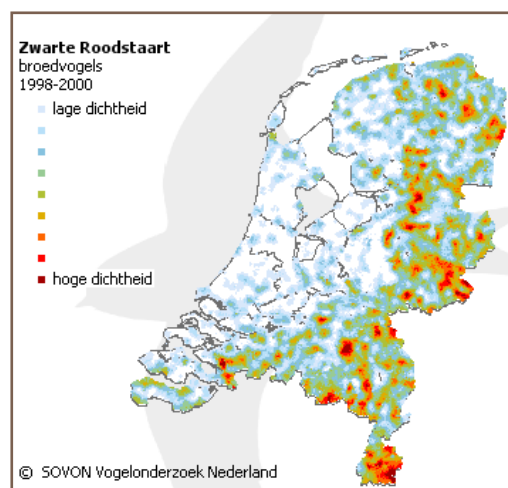 Zwarte Roodstaart
broedvogels
1998-2000
lage dichtheid
hoge dichtheid
© SOVON Vogelonderzoek Nederland